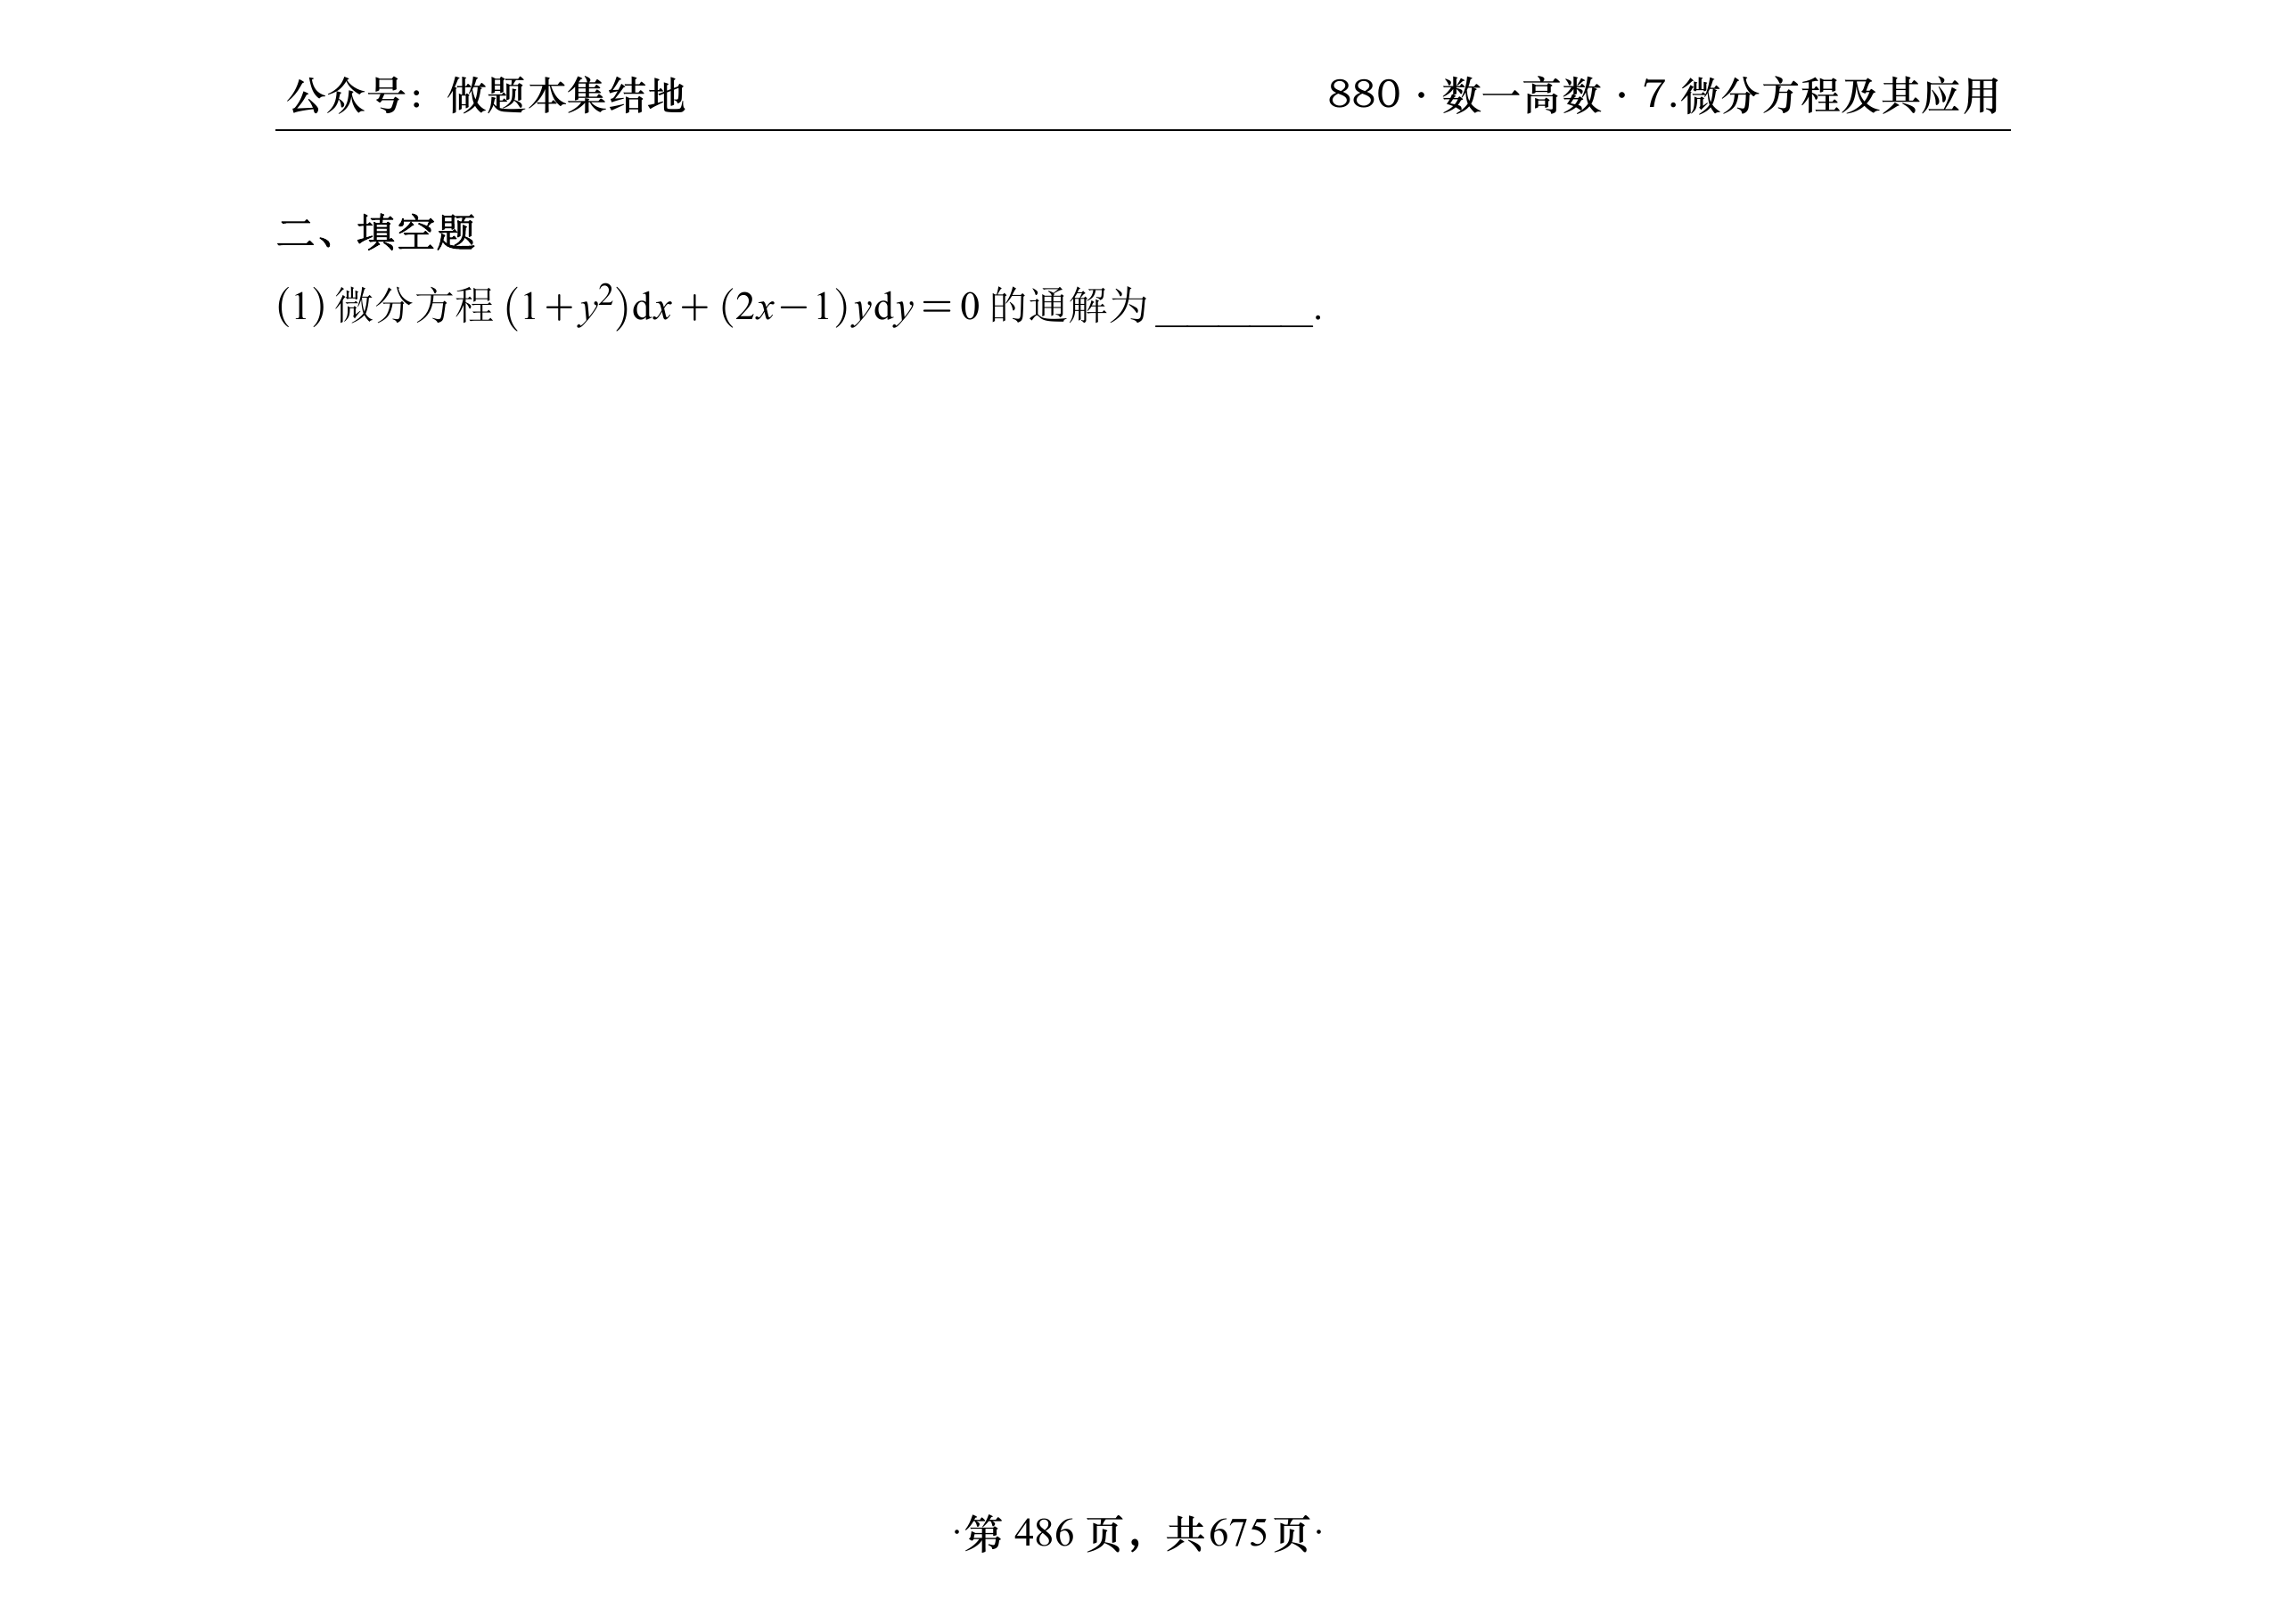 公众号：做题本集结地
880 · 数一高数 · 7.微分方程及其应用
二、填空题
(1) 微分方程 (1+y²)dx+(2x−1)ydy=0 的通解为 ________.
·第 486 页，共675页·